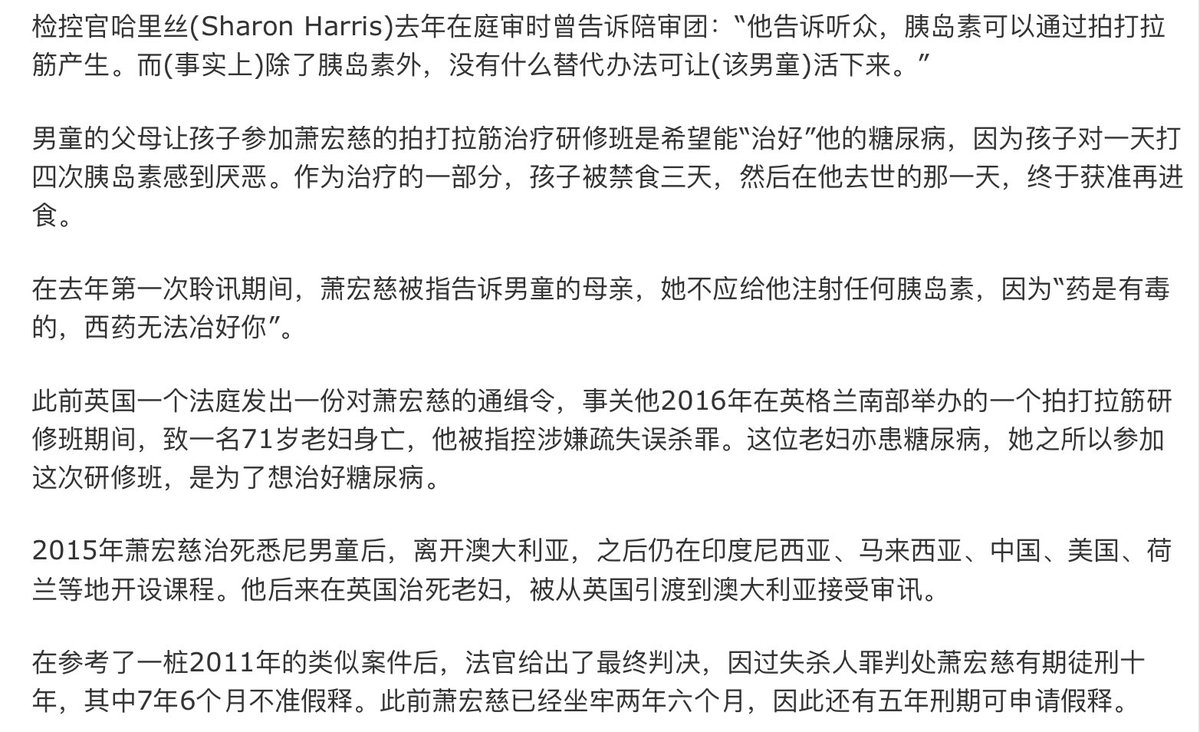 检控官哈里丝(Sharon Harris)去年在庭审时曾告诉陪审团：“他告诉听众，胰岛素可以通过拍打拉
筋产生。而(事实上)除了胰岛素外，没有什么替代办法可让(该男童)活下来。”
男童的父母让孩子参加萧宏慈的拍打拉筋治疗研修班是希望能“治好”他的糖尿病，因为孩子对一天打
四次胰岛素感到厌恶。作为治疗的一部分，孩子被禁食三天，然后在他去世的那一天，终于获准再进
食。
在去年第一次聆讯期间，萧宏慈被指告诉男童的母亲，她不应给他注射任何胰岛素，因为“药是有毒
的，西药无法冶好你”。
此前英国一个法庭发出一份对萧宏慈的通缉令，事关他2016年在英格兰南部举办的一个拍打拉筋研
修班期间，致一名71岁老妇身亡，他被指控涉嫌疏失误杀罪。这位老妇亦患糖尿病，她之所以参加
这次研修班，是为了想治好糖尿病。
2015年萧宏慈治死悉尼男童后，离开澳大利亚，之后仍在印度尼西亚、马来西亚、中国、美国、荷
兰等地开设课程。他后来在英国治死老妇，被从英国引渡到澳大利亚接受审讯。
在参考了一桩2011年的类似案件后，法官给出了最终判决，因过失杀人罪判处萧宏慈有期徒刑十
年，其中7年6个月不准假释。此前萧宏慈已经坐牢两年六个月，因此还有五年刑期可申请假释。